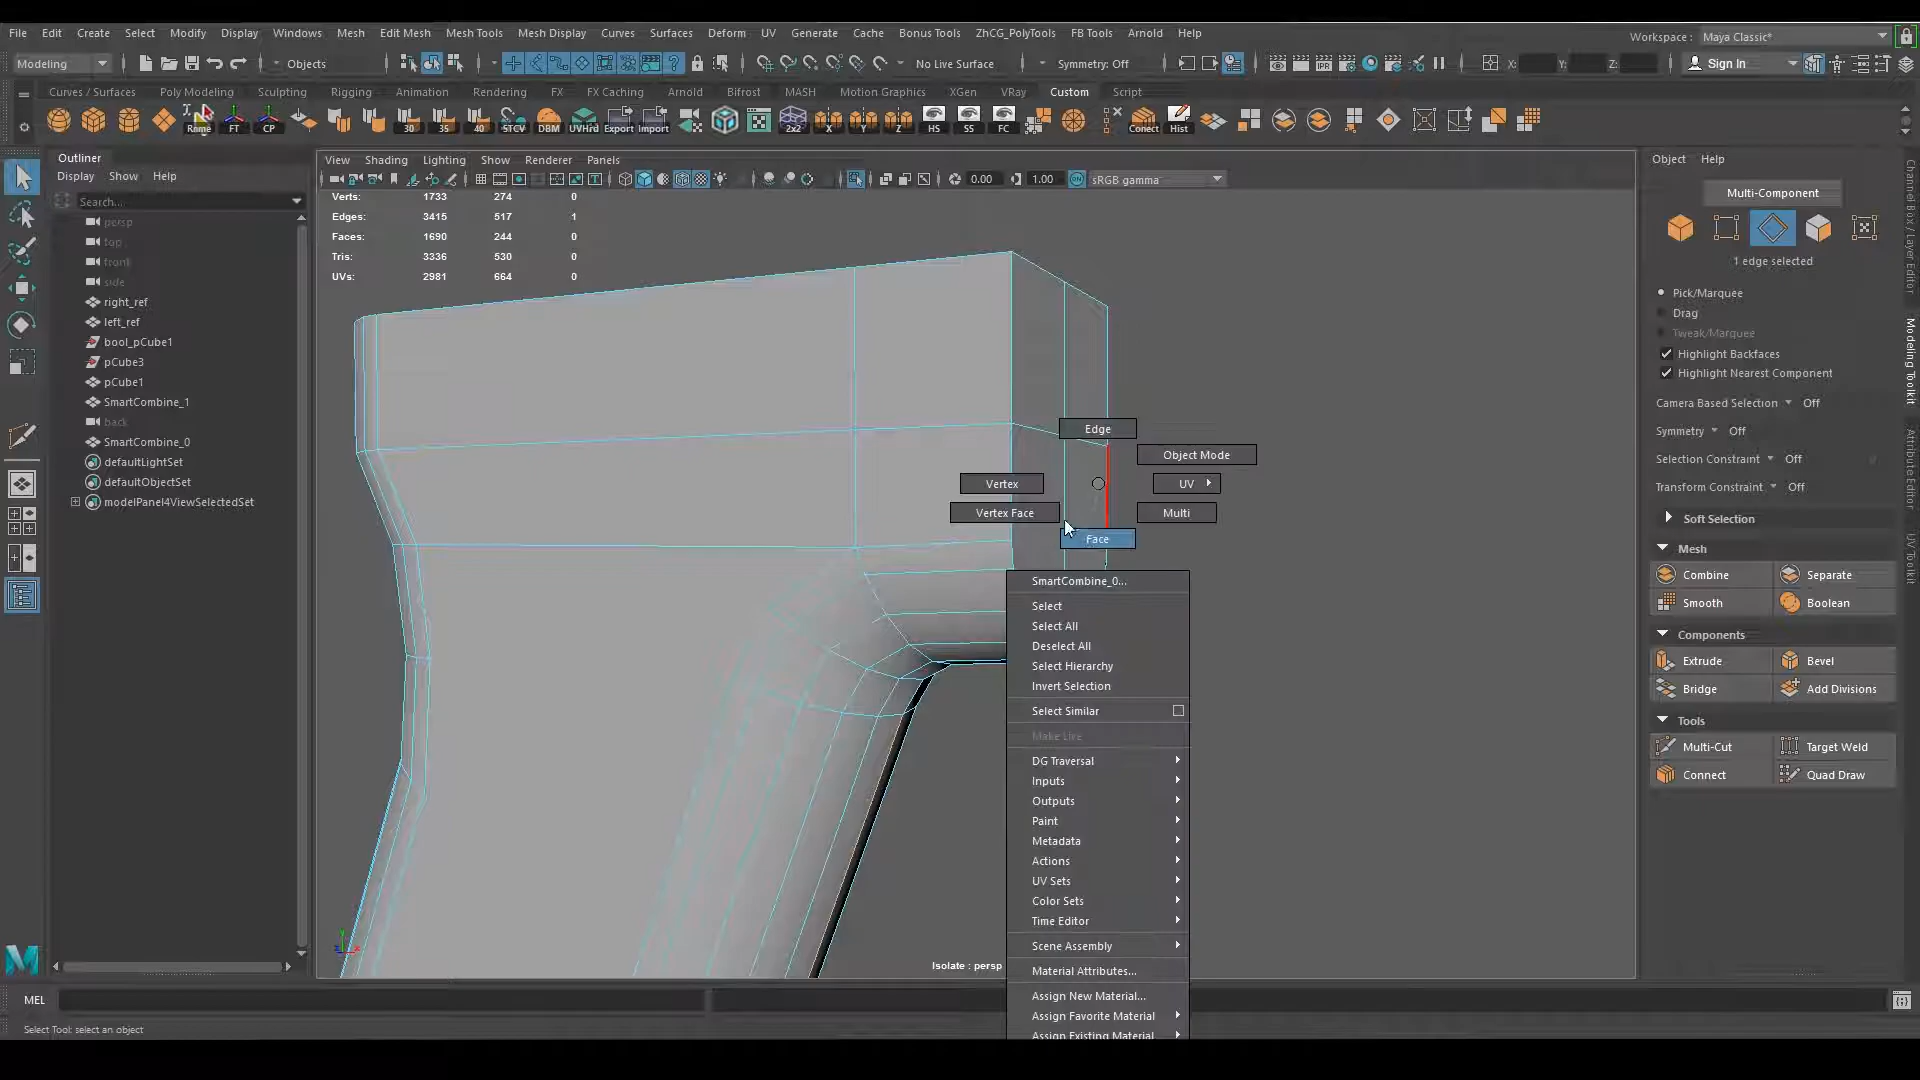 File Edit Create Select Modify Display Windows Mesh Edit Mesh Mesh Tools Mesh Display Curves Surfaces Deform UV Generate Cache Bonus Tools ZhCG_PolyTools FB Tools Arnold Help
Workspace : Maya Classic*
Modeling Objects No Live Surface Symmetry: Off X: Y: Z: Sign In
Curves / Surfaces Poly Modeling Sculpting Rigging Animation Rendering FX FX Caching Arnold Bifrost MASH Motion Graphics XGen VRay Custom Script
Rname FT CP 30 35 40 5TCV DBM UVHrd Export Import 2x2 X Y Z HS SS FC Conect Hist
Outliner
Display Show Help
Search...
persp
top
front
side
right_ref
left_ref
bool_pCube1
pCube3
pCube1
SmartCombine_1
back
SmartCombine_0
defaultLightSet
defaultObjectSet
modelPanel4ViewSelectedSet
View Shading Lighting Show Renderer Panels
0.00 1.00 sRGB gamma
Verts: 1733 274 0
Edges: 3415 517 1
Faces: 1690 244 0
Tris: 3336 530 0
UVs: 2981 664 0
Edge
Object Mode
Vertex
UV
Vertex Face
Multi
Face
SmartCombine_0...
Select
Select All
Deselect All
Select Hierarchy
Invert Selection
Select Similar
Make Live
DG Traversal
Inputs
Outputs
Paint
Metadata
Actions
UV Sets
Color Sets
Time Editor
Scene Assembly
Material Attributes...
Assign New Material...
Assign Favorite Material
Assign Existing Material
Isolate : persp
Object Help
Multi-Component
1 edge selected
Pick/Marquee
Drag
Tweak/Marquee
Highlight Backfaces
Highlight Nearest Component
Camera Based Selection Off
Symmetry Off
Selection Constraint Off
Transform Constraint Off
Soft Selection
Mesh
Combine Separate
Smooth Boolean
Components
Extrude Bevel
Bridge Add Divisions
Tools
Multi-Cut Target Weld
Connect Quad Draw
Channel Box / Layer Editor
Modeling Toolkit
Attribute Editor
UV Toolkit
MEL
Select Tool: select an object